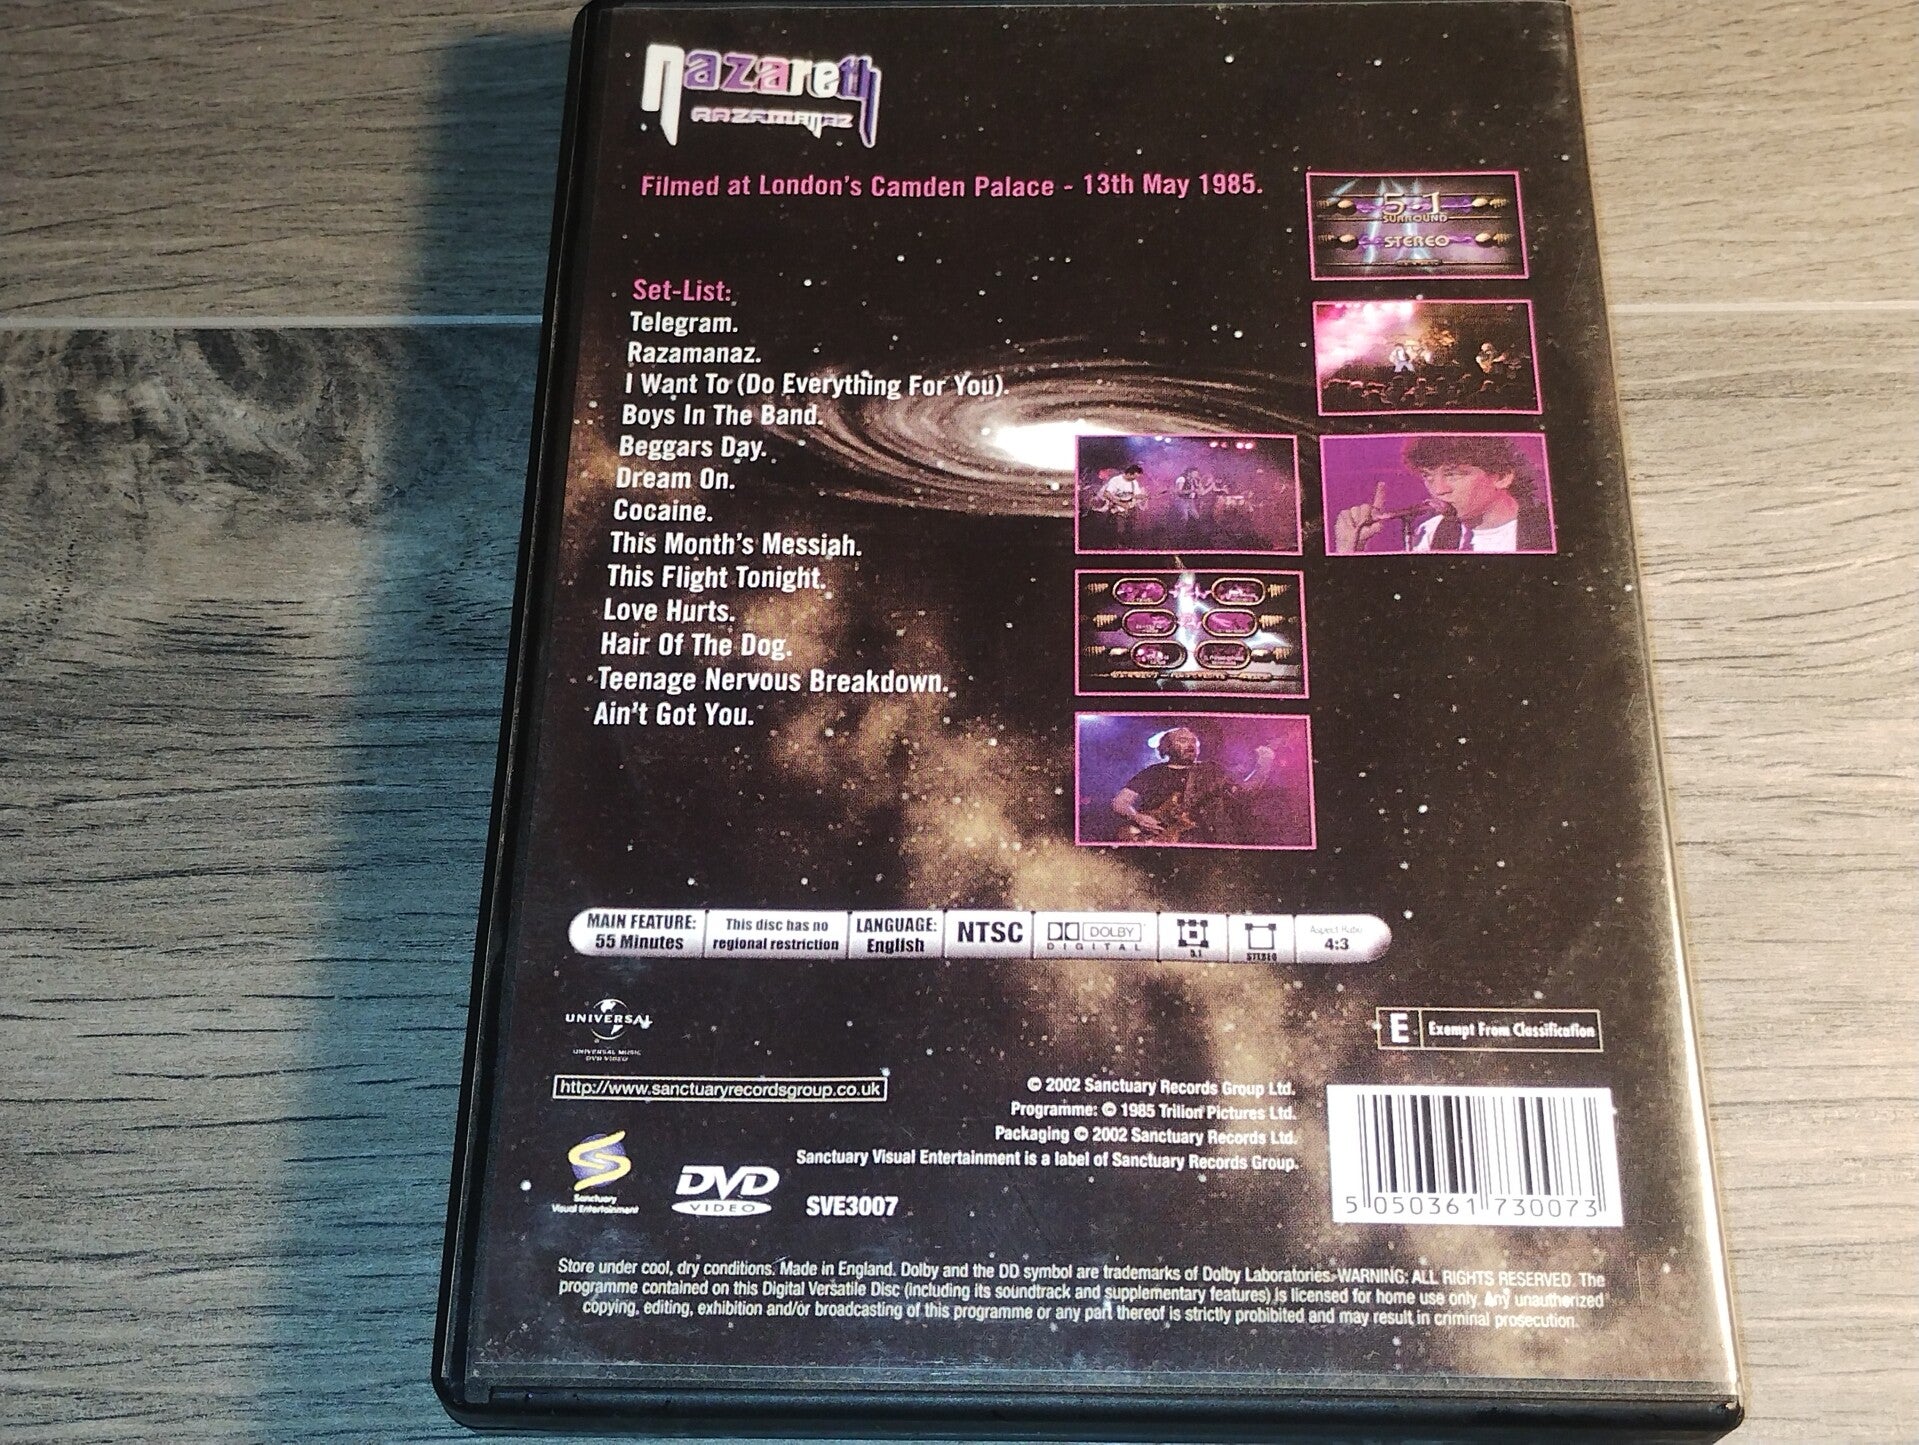 nazareth
RAZAMANAZ
Filmed at London's Camden Palace - 13th May 1985.
5.1
SURROUND
STEREO
Set-List:
Telegram.
Razamanaz.
I Want To (Do Everything For You).
Boys In The Band.
Beggars Day.
Dream On.
Cocaine.
This Month's Messiah.
This Flight Tonight.
Love Hurts.
Hair Of The Dog.
Teenage Nervous Breakdown.
Ain't Got You.
MAIN FEATURE:
55 Minutes
This disc has no
regional restriction
LANGUAGE:
English
NTSC
DOLBY
DIGITAL
5.1
STEREO
Aspect Ratio
4:3
UNIVERSAL
UNIVERSAL MUSIC
DVD VIDEO
E Exempt From Classification
http://www.sanctuaryrecordsgroup.co.uk
© 2002 Sanctuary Records Group Ltd.
Programme: © 1985 Trilion Pictures Ltd.
Packaging © 2002 Sanctuary Records Ltd.
Sanctuary Visual Entertainment is a label of Sanctuary Records Group.
Sanctuary
Visual Entertainment
DVD
VIDEO
SVE3007
5 050361 730073
Store under cool, dry conditions. Made in England. Dolby and the DD symbol are trademarks of Dolby Laboratories. WARNING: ALL RIGHTS RESERVED. The
programme contained on this Digital Versatile Disc (including its soundtrack and supplementary features) is licensed for home use only. Any unauthorized
copying, editing, exhibition and/or broadcasting of this programme or any part thereof is strictly prohibited and may result in criminal prosecution.